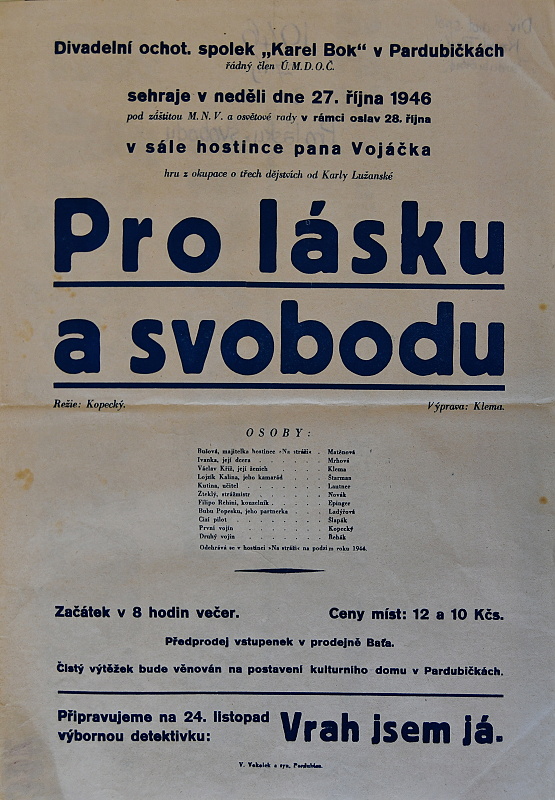 Divadelní ochot. spolek „Karel Bok" v Pardubičkách
řádný člen Ú.M.D.O.Č.
sehraje v neděli dne 27. října 1946
pod záštitou M. N. V. a osvětové rady v rámci oslav 28. října
v sále hostince pana Vojáčka
hru z okupace o třech dějstvích od Karly Lužanské
Pro lásku
a svobodu
Režie: Kopecký. Výprava: Klema.
OSOBY:
Bušová, majitelka hostince »Na stráži« . Matěnová
Ivanka, její dcera . . . . . . Mrhová
Václav Kříž, její ženich . . . . . Klema
Lojzík Kalina, jeho kamarád . . . . Starman
Kutina, učitel . . . . . . . Lautner
Zteklý, strážmistr . . . . . . Novák
Filipo Rehini, kouzelník . . . . . Epinger
Bubu Popesku, jeho partnerka . . . . Ladýřová
Cizí pilot . . . . . . . . Šlapák
První vojín . . . . . . . Kopecký
Druhý vojín . . . . . . . Řehák
Odehrává se v hostinci »Na stráži« na podzim roku 1944.
Začátek v 8 hodin večer. Ceny míst: 12 a 10 Kčs.
Předprodej vstupenek v prodejně Baťa.
Čistý výtěžek bude věnován na postavení kulturního domu v Pardubičkách.
Připravujeme na 24. listopad
výbornou detektivku: Vrah jsem já.
V. Vokolek a syn, Pardubice.